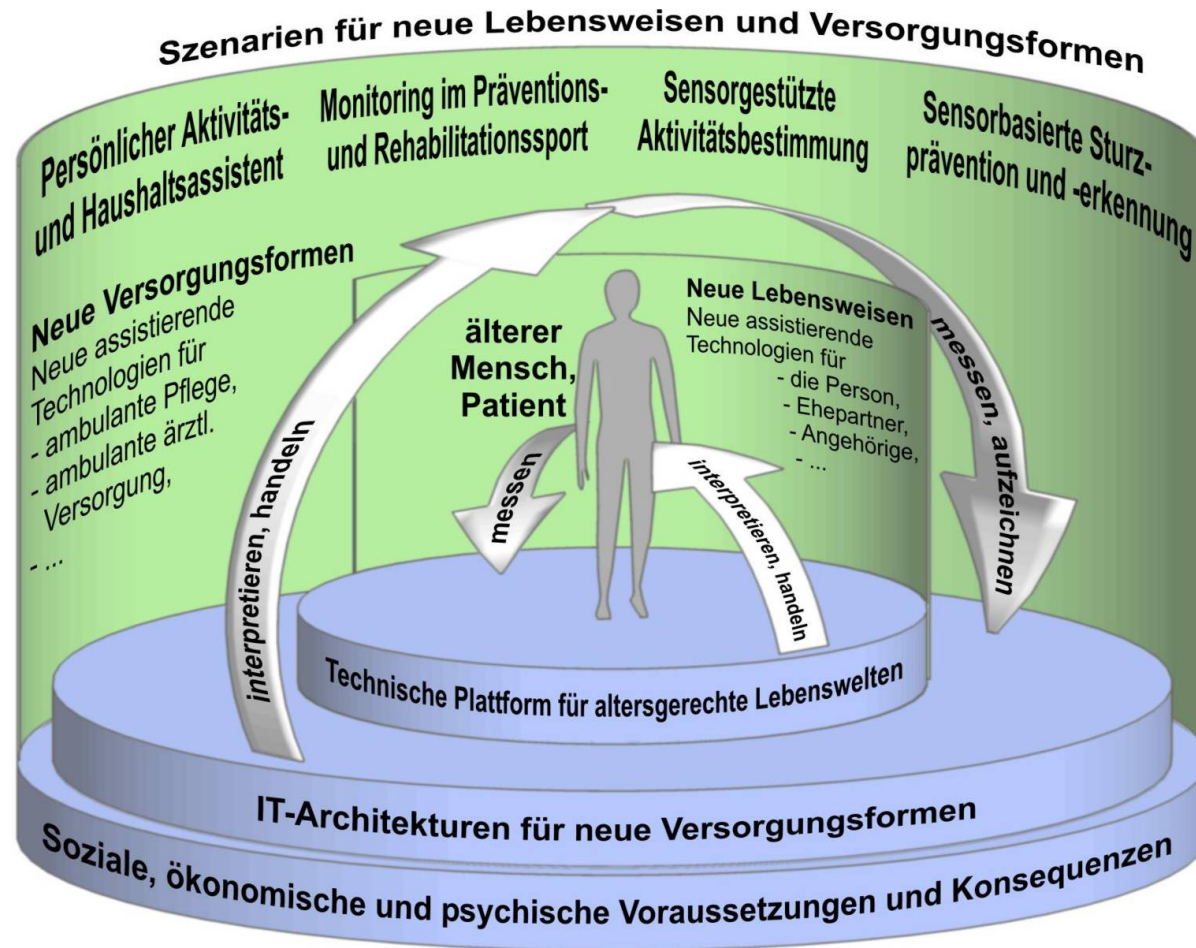 Szenarien für neue Lebensweisen und Versorgungsformen
Persönlicher Aktivitäts-
und Haushaltsassistent
Monitoring im Präventions-
und Rehabilitationssport
Sensorgestützte
Aktivitätsbestimmung
Sensorbasierte Sturz-
prävention und -erkennung
Neue Versorgungsformen
Neue assistierende
Technologien für
- ambulante Pflege,
- ambulante ärztl.
Versorgung,
- ...
älterer
Mensch,
Patient
Neue Lebensweisen
Neue assistierende
Technologien für
- die Person,
- Ehepartner,
- Angehörige,
- ...
interpretieren, handeln
messen
interpretieren, handeln
messen, aufzeichnen
Technische Plattform für altersgerechte Lebenswelten
IT-Architekturen für neue Versorgungsformen
Soziale, ökonomische und psychische Voraussetzungen und Konsequenzen